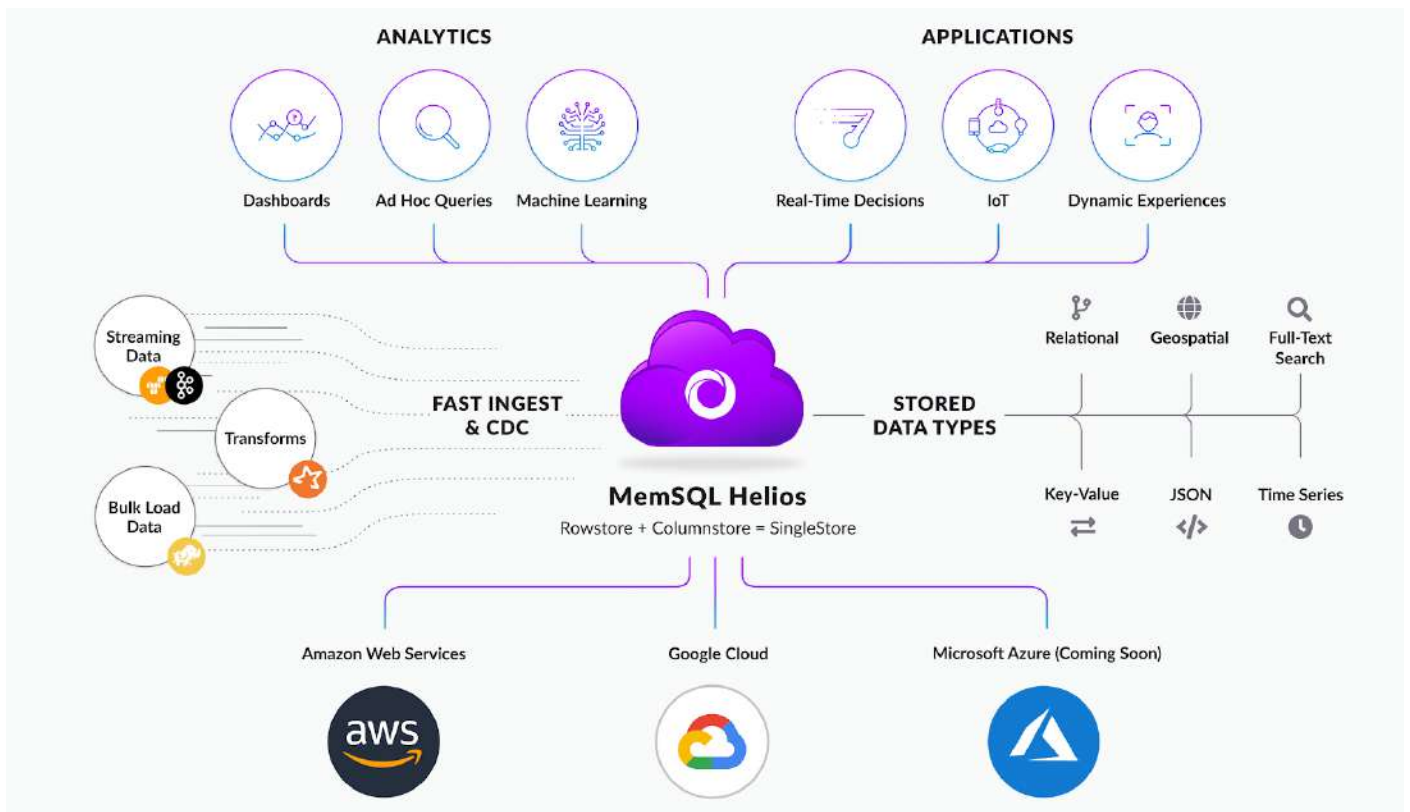 ANALYTICS
APPLICATIONS
Dashboards
Ad Hoc Queries
Machine Learning
Real-Time Decisions
IoT
Dynamic Experiences
Streaming
Data
Transforms
Bulk Load
Data
FAST INGEST
& CDC
STORED
DATA TYPES
Relational
Geospatial
Full-Text
Search
Key-Value
JSON
Time Series
MemSQL Helios
Rowstore + Columnstore = SingleStore
Amazon Web Services
Google Cloud
Microsoft Azure (Coming Soon)
aws